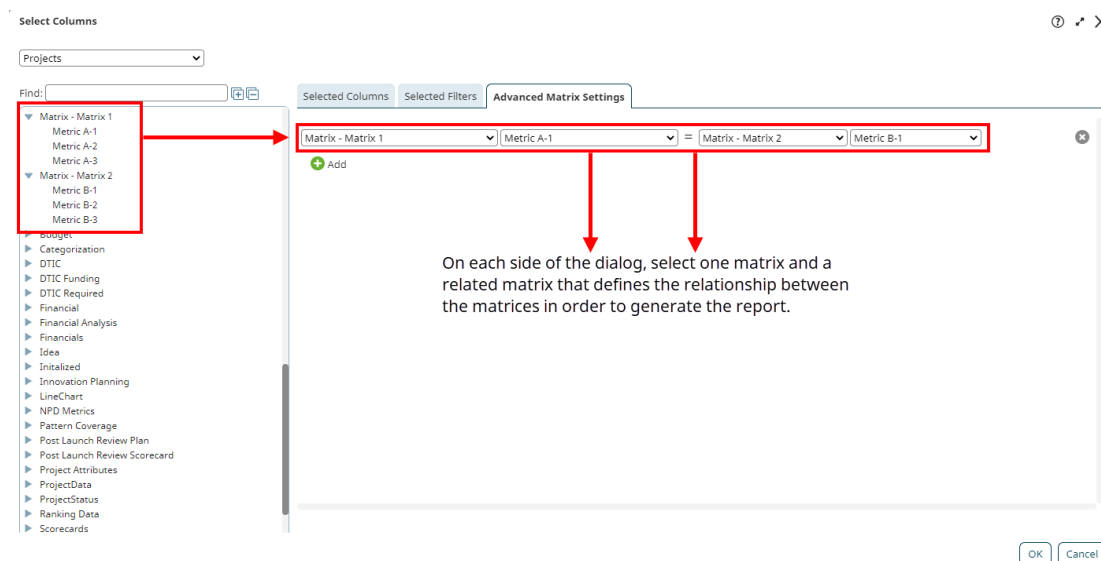 Select Columns
Projects
Find:
Matrix - Matrix 1
Metric A-1
Metric A-2
Metric A-3
Matrix - Matrix 2
Metric B-1
Metric B-2
Metric B-3
Budget
Categorization
DTIC
DTIC Funding
DTIC Required
Financial
Financial Analysis
Financials
Idea
Initalized
Innovation Planning
LineChart
NPD Metrics
Pattern Coverage
Post Launch Review Plan
Post Launch Review Scorecard
Project Attributes
ProjectData
ProjectStatus
Ranking Data
Scorecards
Selected Columns Selected Filters Advanced Matrix Settings
Matrix - Matrix 1 Metric A-1 = Matrix - Matrix 2 Metric B-1
Add
On each side of the dialog, select one matrix and a
related matrix that defines the relationship between
the matrices in order to generate the report.
OK Cancel